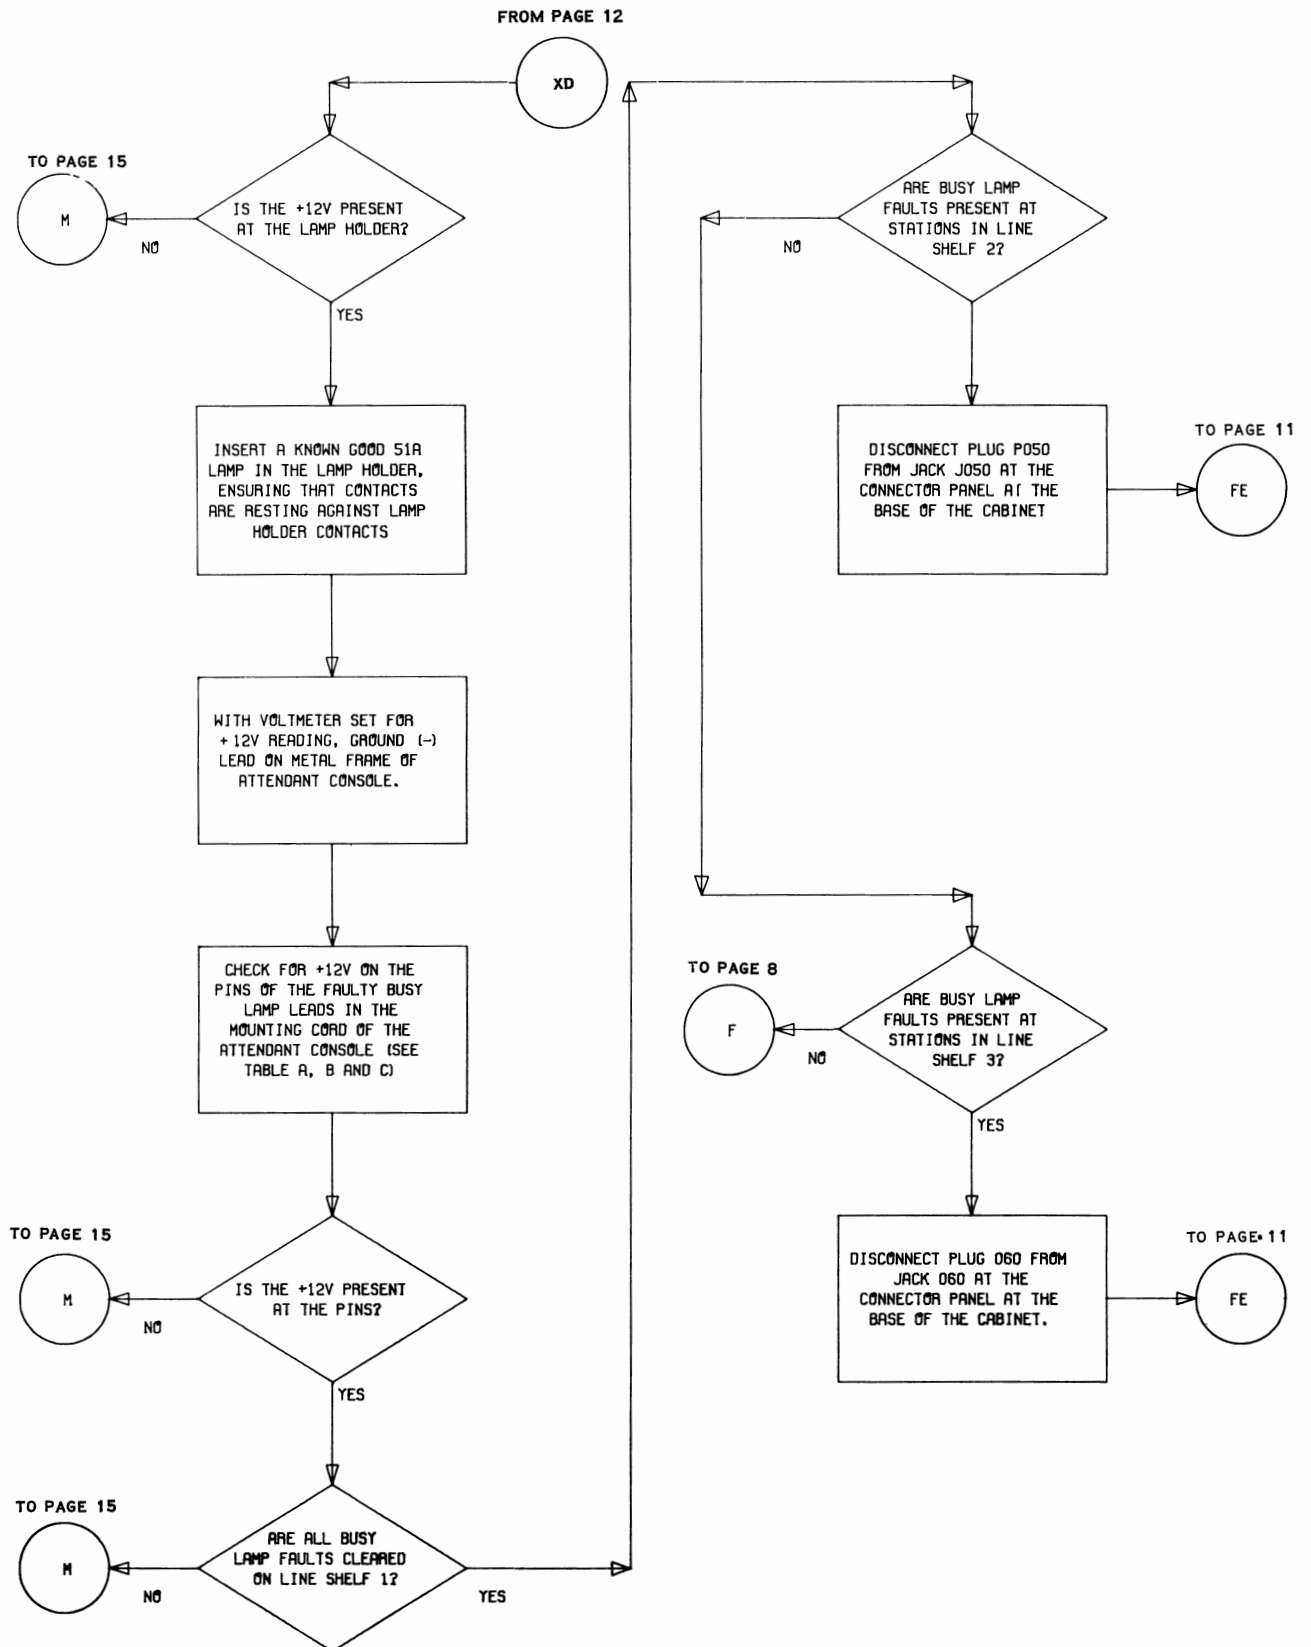 FROM PAGE 12
XD
TO PAGE 15
M
NO
IS THE +12V PRESENT
AT THE LAMP HOLDER?
YES
INSERT A KNOWN GOOD 51A
LAMP IN THE LAMP HOLDER,
ENSURING THAT CONTACTS
ARE RESTING AGAINST LAMP
HOLDER CONTACTS
WITH VOLTMETER SET FOR
+ 12V READING, GROUND (-)
LEAD ON METAL FRAME OF
ATTENDANT CONSOLE.
CHECK FOR +12V ON THE
PINS OF THE FAULTY BUSY
LAMP LEADS IN THE
MOUNTING CORD OF THE
ATTENDANT CONSOLE (SEE
TABLE A, B AND C)
TO PAGE 15
M
NO
IS THE +12V PRESENT
AT THE PINS?
YES
TO PAGE 15
M
NO
ARE ALL BUSY
LAMP FAULTS CLEARED
ON LINE SHELF 1?
YES
ARE BUSY LAMP
FAULTS PRESENT AT
STATIONS IN LINE
SHELF 2?
NO
DISCONNECT PLUG P050
FROM JACK J050 AT THE
CONNECTOR PANEL AT THE
BASE OF THE CABINET
TO PAGE 11
FE
TO PAGE 8
F
NO
ARE BUSY LAMP
FAULTS PRESENT AT
STATIONS IN LINE
SHELF 3?
YES
DISCONNECT PLUG 060 FROM
JACK 060 AT THE
CONNECTOR PANEL AT THE
BASE OF THE CABINET.
TO PAGE 11
FE